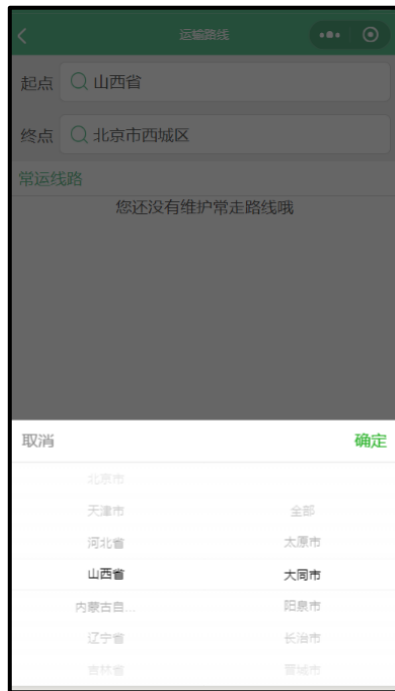 运输路线
起点 山西省
终点 北京市西城区
常运线路
您还没有维护常走路线哦
取消 确定
北京市
天津市 全部
河北省 太原市
山西省 大同市
内蒙古自... 阳泉市
辽宁省 长治市
吉林省 晋城市